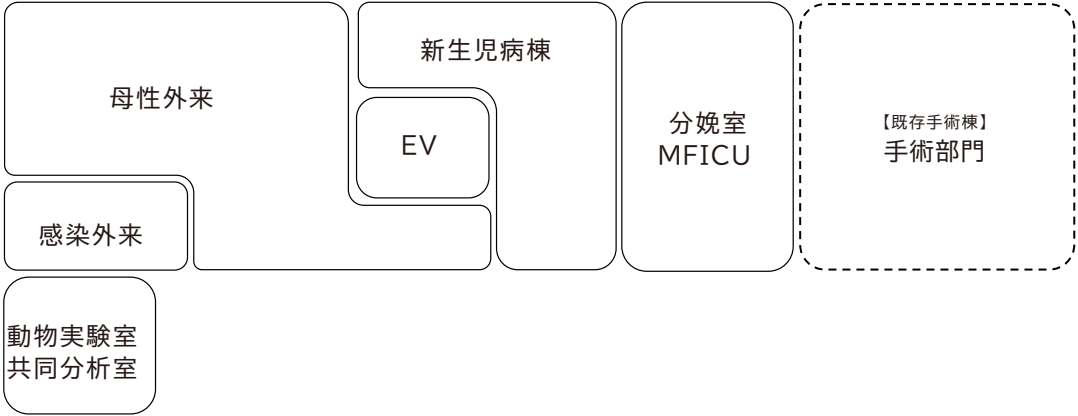 母性外来
新生児病棟
EV
分娩室
MFICU
【既存手術棟】
手術部門
感染外来
動物実験室
共同分析室